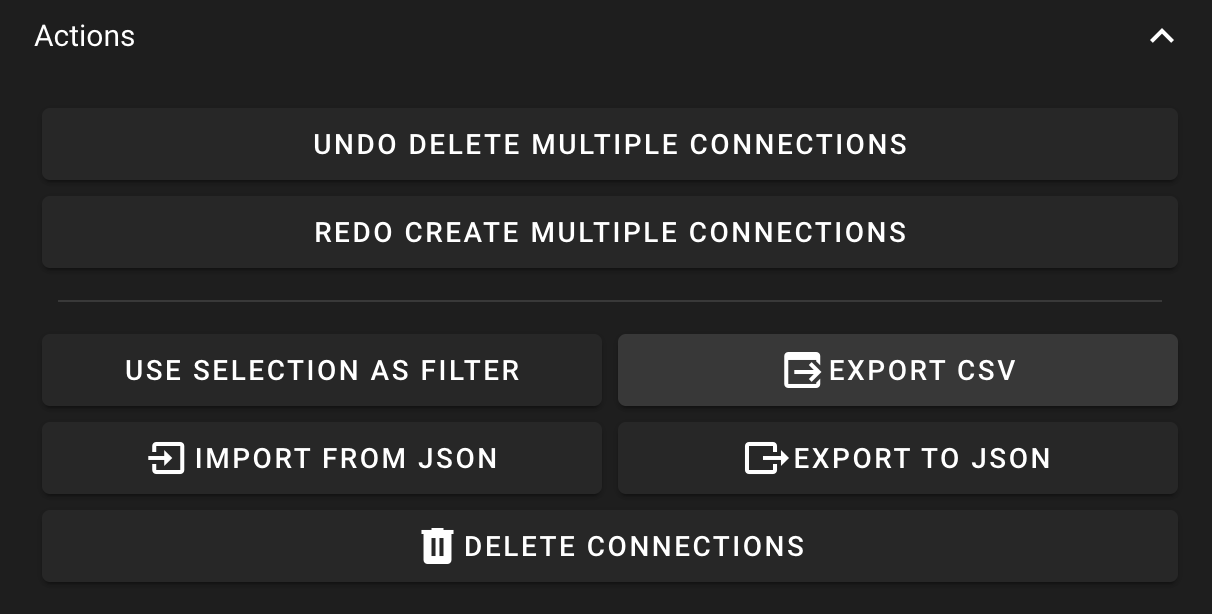 Actions
UNDO DELETE MULTIPLE CONNECTIONS
REDO CREATE MULTIPLE CONNECTIONS
USE SELECTION AS FILTER
EXPORT CSV
IMPORT FROM JSON
EXPORT TO JSON
DELETE CONNECTIONS